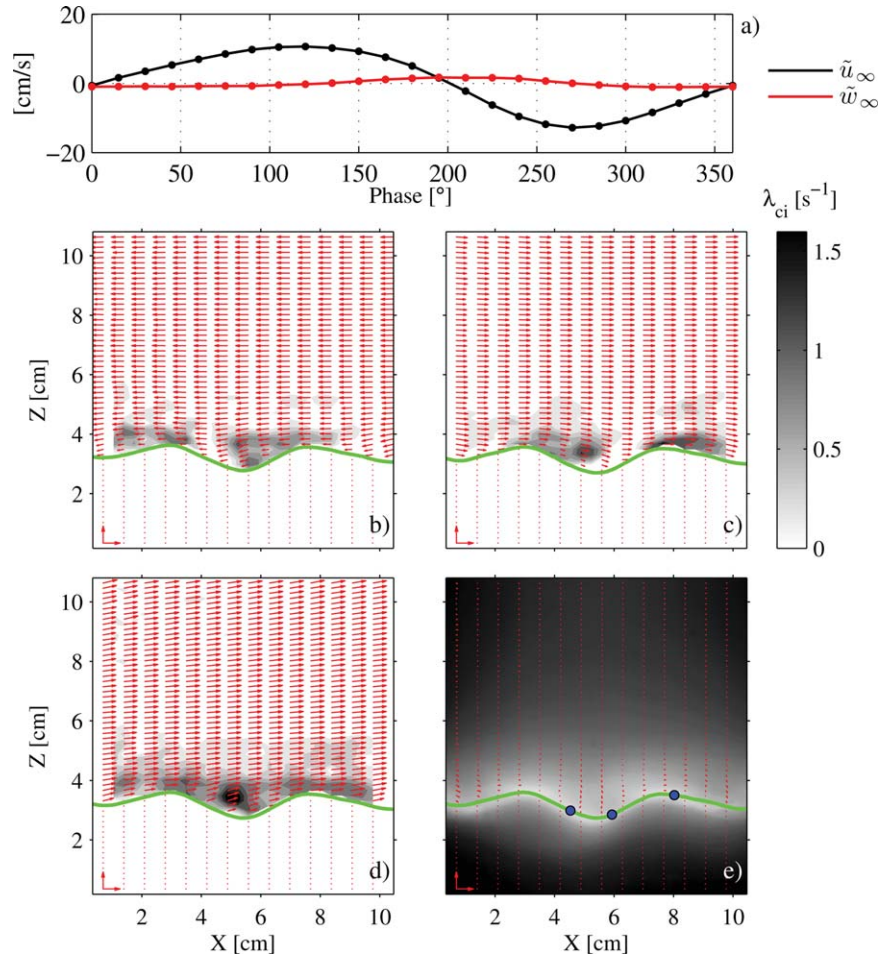 20
a)
[cm/s]
0
−20
0 50 100 150 200 250 300 350
Phase [°]
ũ∞
w̃∞
λci [s−1]
10
8
Z [cm]
6
4
2
b)
c)
1.5
1
0.5
0
10
8
Z [cm]
6
4
2
d)
e)
2 4 6 8 10
2 4 6 8 10
X [cm]
X [cm]